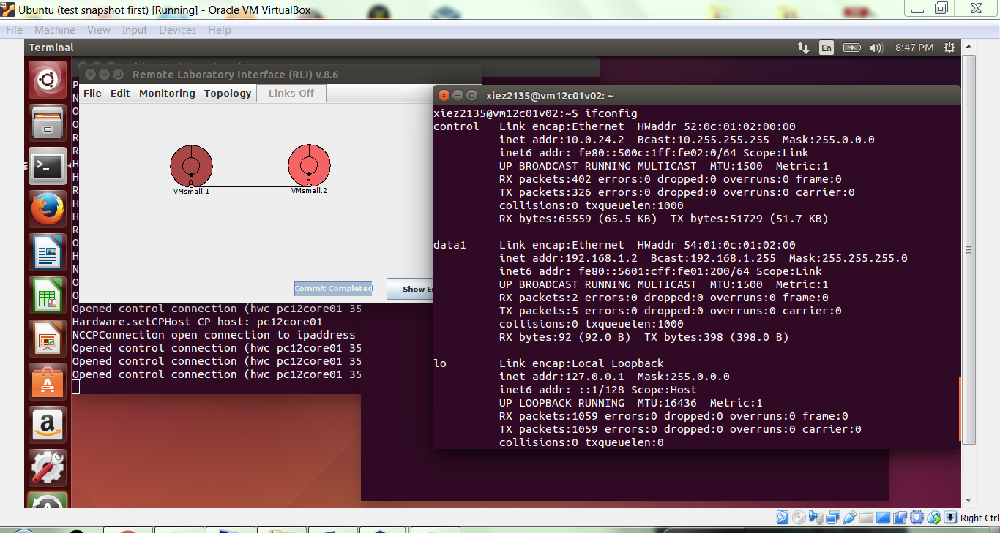 Ubuntu (test snapshot first) [Running] - Oracle VM VirtualBox
File Machine View Input Devices Help
Terminal
En
8:47 PM
Remote Laboratory Interface (RLI) v.8.6
File Edit Monitoring Topology Links Off
VMsmall.1
VMsmall.2
Commit Completed
Show
P
N
O
O
R
R
H
H
R
H
H
R
O
H
N
O
O
Opened control connection (hwc pc12core01 35
Hardware.setCPHost CP host: pc12core01
NCCPConnection open connection to ipaddress
Opened control connection (hwc pc12core01 35
Opened control connection (hwc pc12core01 35
Opened control connection (hwc pc12core01 35
xiez2135@vm12c01v02: ~
xiez2135@vm12c01v02:~$ ifconfig
control Link encap:Ethernet HWaddr 52:0c:01:02:00:00
inet addr:10.0.24.2 Bcast:10.255.255.255 Mask:255.0.0.0
inet6 addr: fe80::500c:1ff:fe02:0/64 Scope:Link
UP BROADCAST RUNNING MULTICAST MTU:1500 Metric:1
RX packets:402 errors:0 dropped:0 overruns:0 frame:0
TX packets:326 errors:0 dropped:0 overruns:0 carrier:0
collisions:0 txqueuelen:1000
RX bytes:65559 (65.5 KB) TX bytes:51729 (51.7 KB)
data1 Link encap:Ethernet HWaddr 54:01:0c:01:02:00
inet addr:192.168.1.2 Bcast:192.168.1.255 Mask:255.255.255.0
inet6 addr: fe80::5601:cff:fe01:200/64 Scope:Link
UP BROADCAST RUNNING MULTICAST MTU:1500 Metric:1
RX packets:2 errors:0 dropped:0 overruns:0 frame:0
TX packets:5 errors:0 dropped:0 overruns:0 carrier:0
collisions:0 txqueuelen:1000
RX bytes:92 (92.0 B) TX bytes:398 (398.0 B)
lo Link encap:Local Loopback
inet addr:127.0.0.1 Mask:255.0.0.0
inet6 addr: ::1/128 Scope:Host
UP LOOPBACK RUNNING MTU:16436 Metric:1
RX packets:1059 errors:0 dropped:0 overruns:0 frame:0
TX packets:1059 errors:0 dropped:0 overruns:0 carrier:0
collisions:0 txqueuelen:0
Right Ctrl